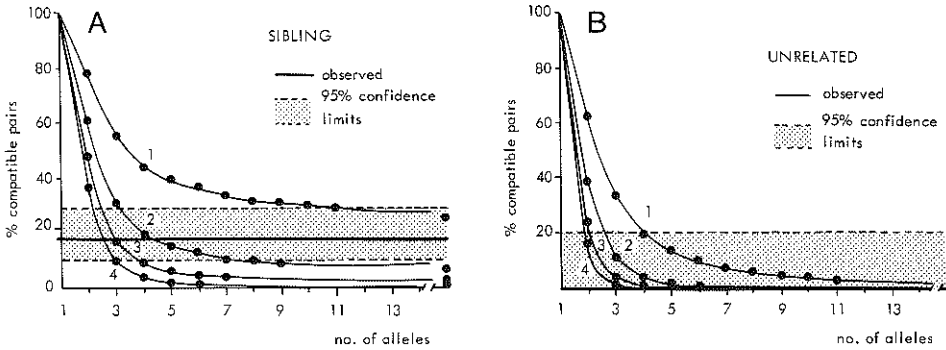 A
SIBLING
observed
95% confidence
limits
% compatible pairs
100
80
60
40
20
0
1
2
3
4
1 3 5 7 9 11 13
no. of alleles
B
UNRELATED
observed
95% confidence
limits
% compatible pairs
100
80
60
40
20
1
2
3
4
1 3 5 7 9 11 13
no. of alleles